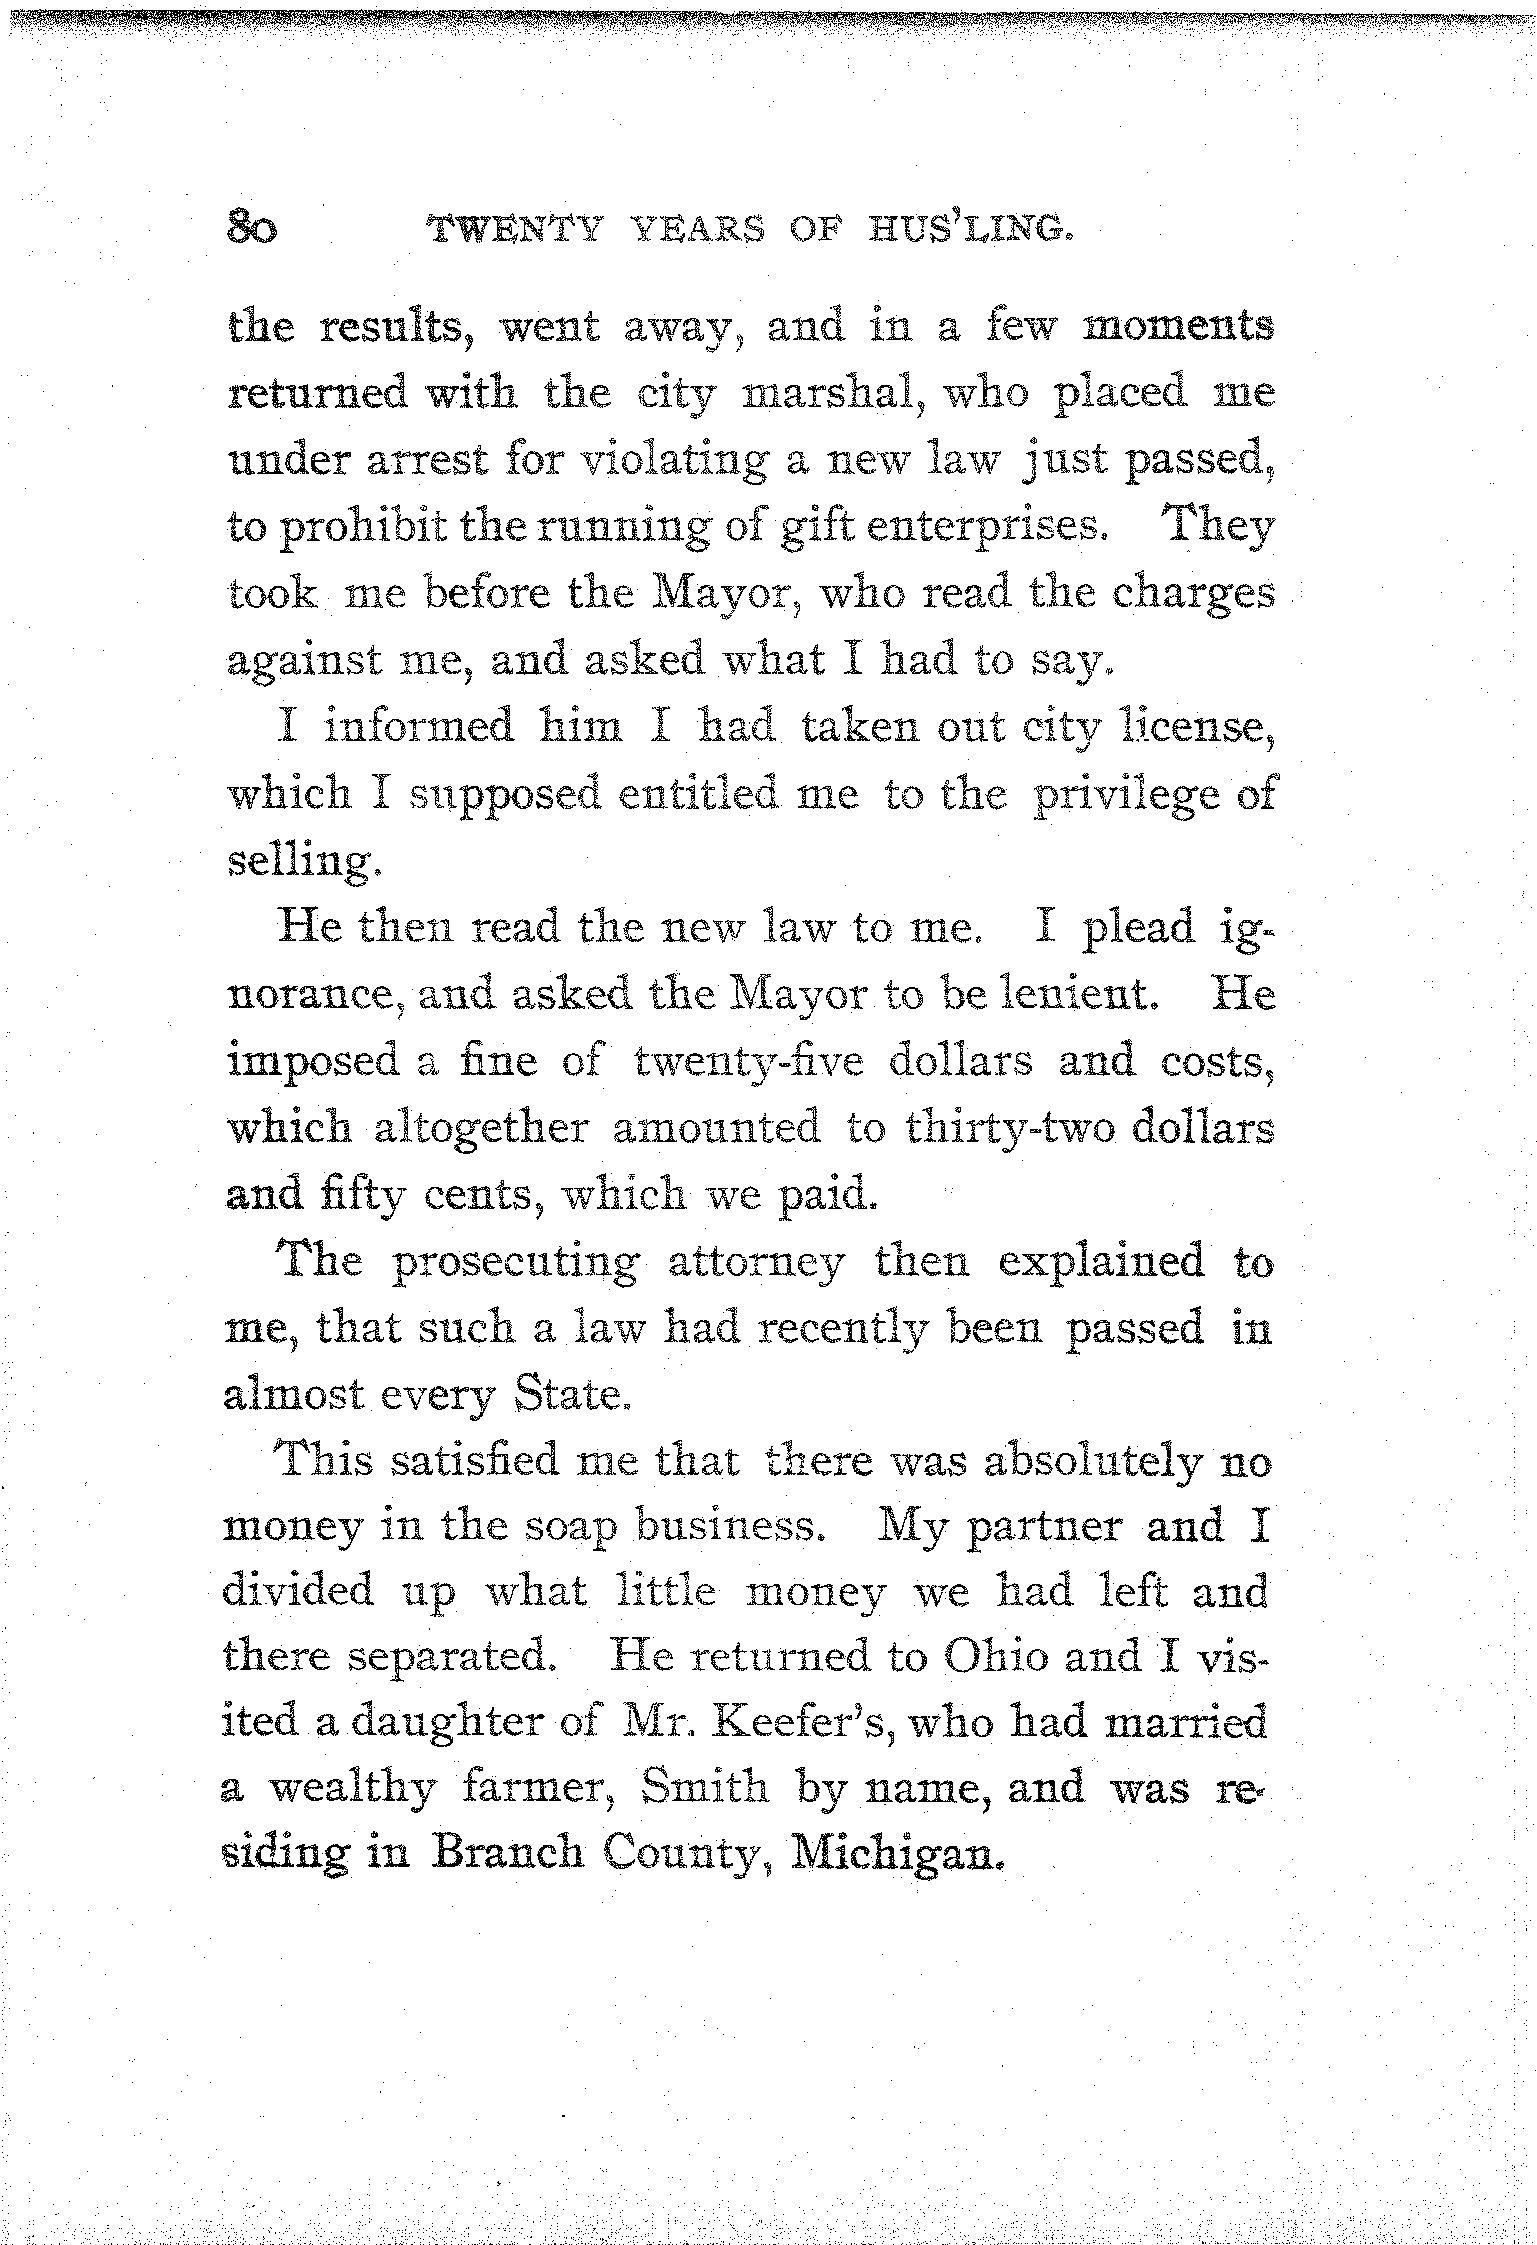 80 TWENTY YEARS OF HUS'LING.
the results, went away, and in a few moments
returned with the city marshal, who placed me
under arrest for violating a new law just passed,
to prohibit the running of gift enterprises. They
took me before the Mayor, who read the charges
against me, and asked what I had to say.
I informed him I had taken out city license,
which I supposed entitled me to the privilege of
selling.
He then read the new law to me. I plead ig-
norance, and asked the Mayor to be lenient. He
imposed a fine of twenty-five dollars and costs,
which altogether amounted to thirty-two dollars
and fifty cents, which we paid.
The prosecuting attorney then explained to
me, that such a law had recently been passed in
almost every State.
This satisfied me that there was absolutely no
money in the soap business. My partner and I
divided up what little money we had left and
there separated. He returned to Ohio and I vis-
ited a daughter of Mr. Keefer's, who had married
a wealthy farmer, Smith by name, and was re-
siding in Branch County, Michigan.